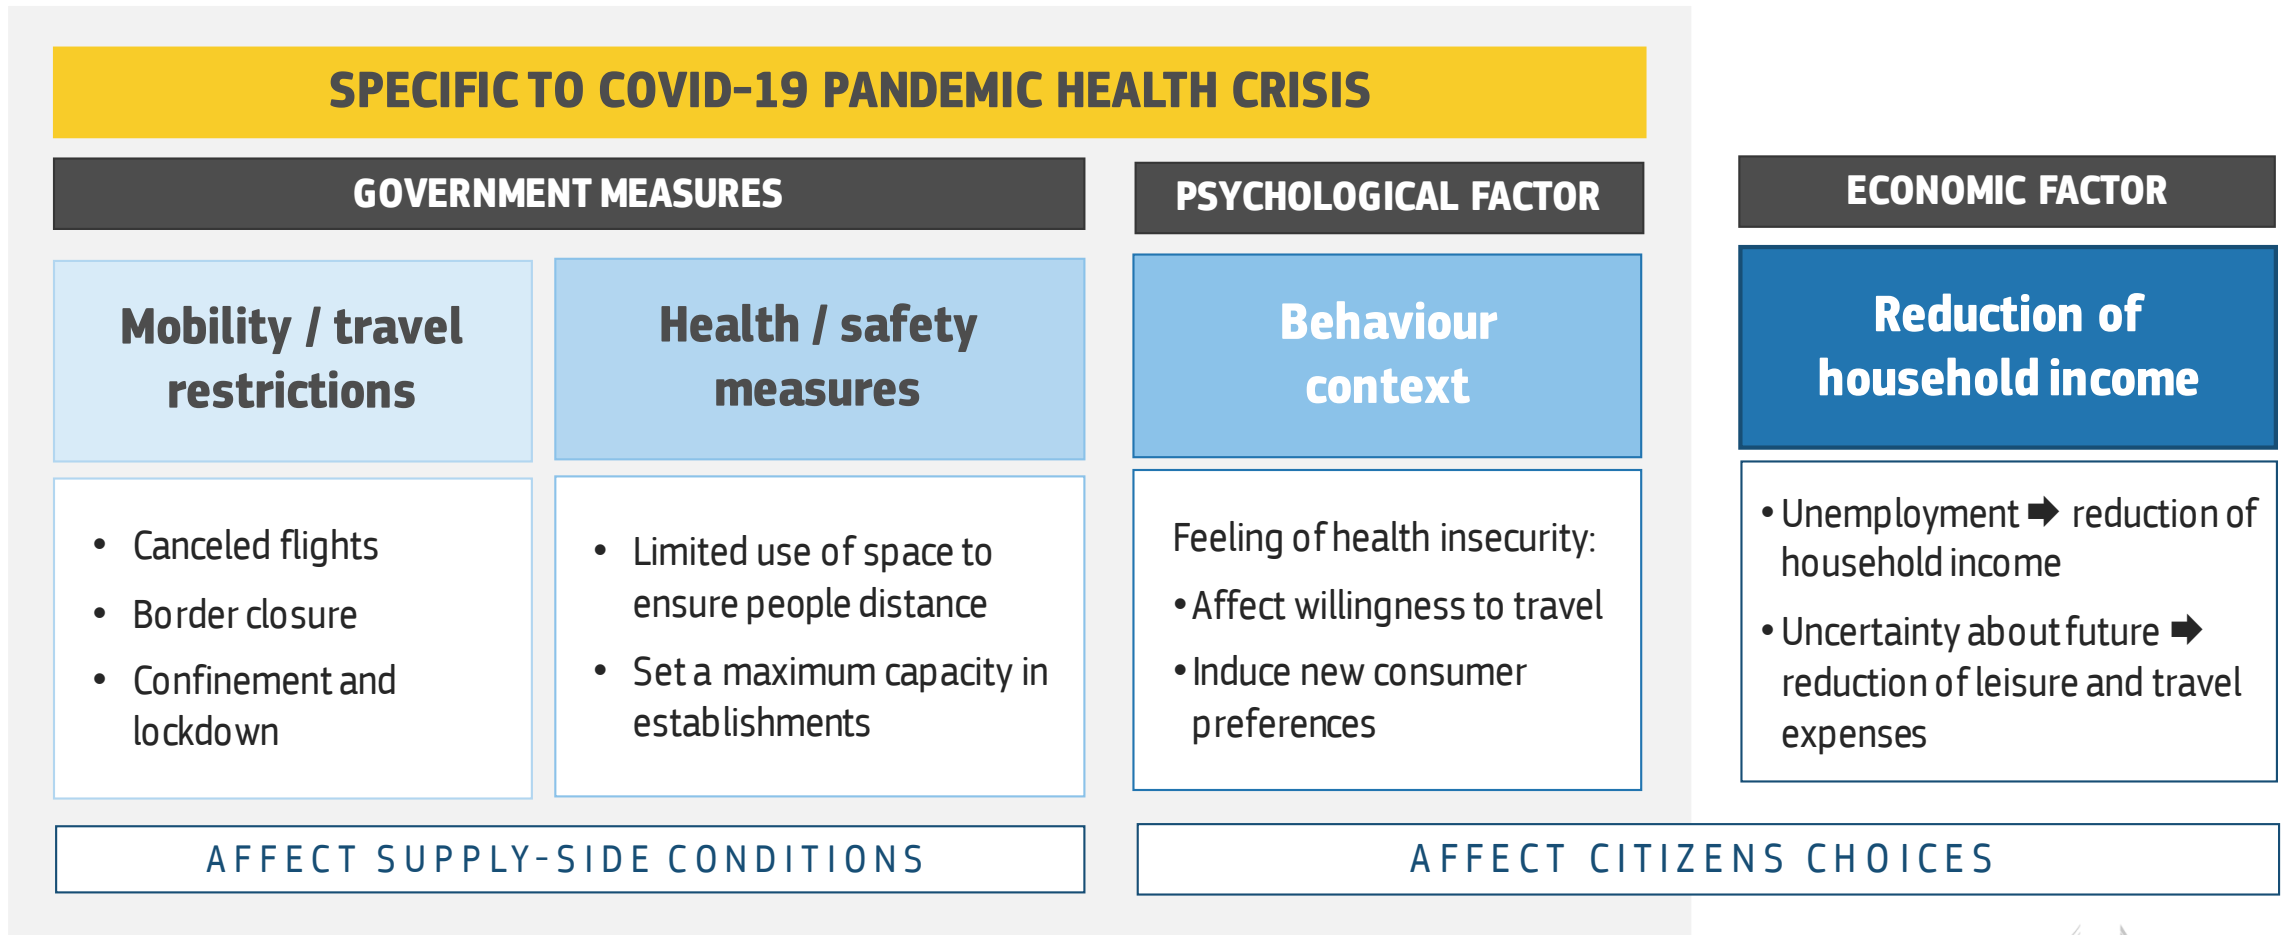 SPECIFIC TO COVID-19 PANDEMIC HEALTH CRISIS
GOVERNMENT MEASURES
Mobility / travel
restrictions
• Canceled flights
• Border closure
• Confinement and
lockdown
Health / safety
measures
• Limited use of space to
ensure people distance
• Set a maximum capacity in
establishments
AFFECT SUPPLY-SIDE CONDITIONS
PSYCHOLOGICAL FACTOR
Behaviour
context
Feeling of health insecurity:
• Affect willingness to travel
• Induce new consumer
preferences
ECONOMIC FACTOR
Reduction of
household income
• Unemployment 🡆 reduction of
household income
• Uncertainty about future 🡆
reduction of leisure and travel
expenses
AFFECT CITIZENS CHOICES